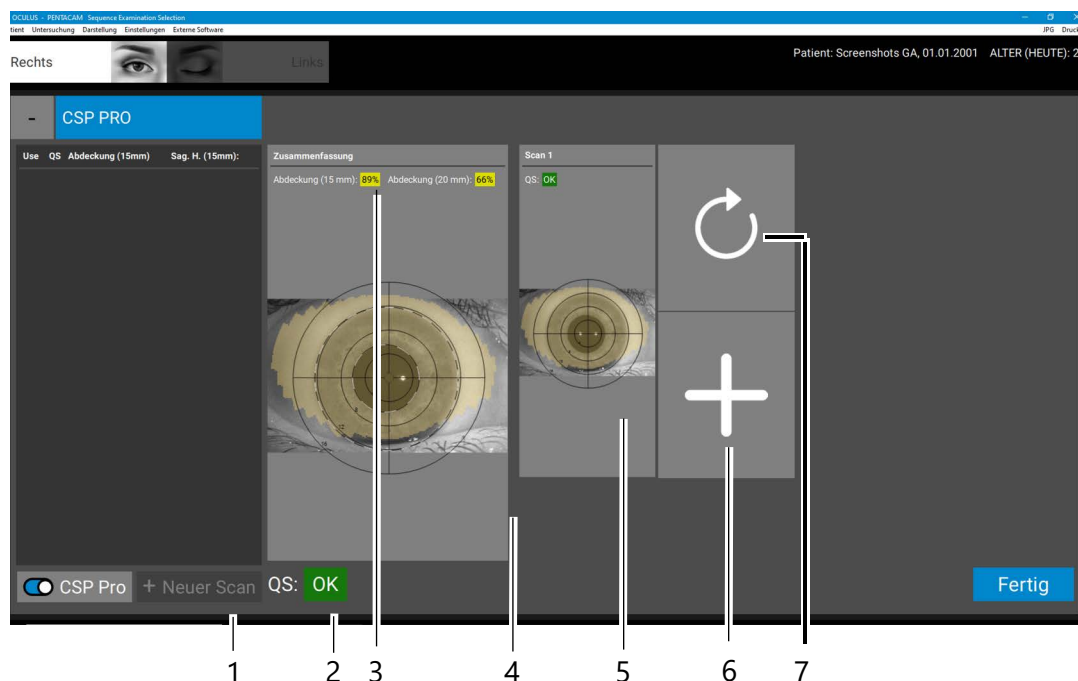 OCULUS - PENTACAM Sequence Examination Selection
tient Untersuchung Darstellung Einstellungen Externe Software JPG Druck
Rechts Links
Patient: Screenshots GA, 01.01.2001 ALTER (HEUTE): 2
- CSP PRO
Use QS Abdeckung (15mm) Sag. H. (15mm):
Zusammenfassung
Abdeckung (15 mm): 89% Abdeckung (20 mm): 66%
Scan 1
QS: OK
CSP Pro + Neuer Scan
QS: OK
Fertig
1 2 3 4 5 6 7